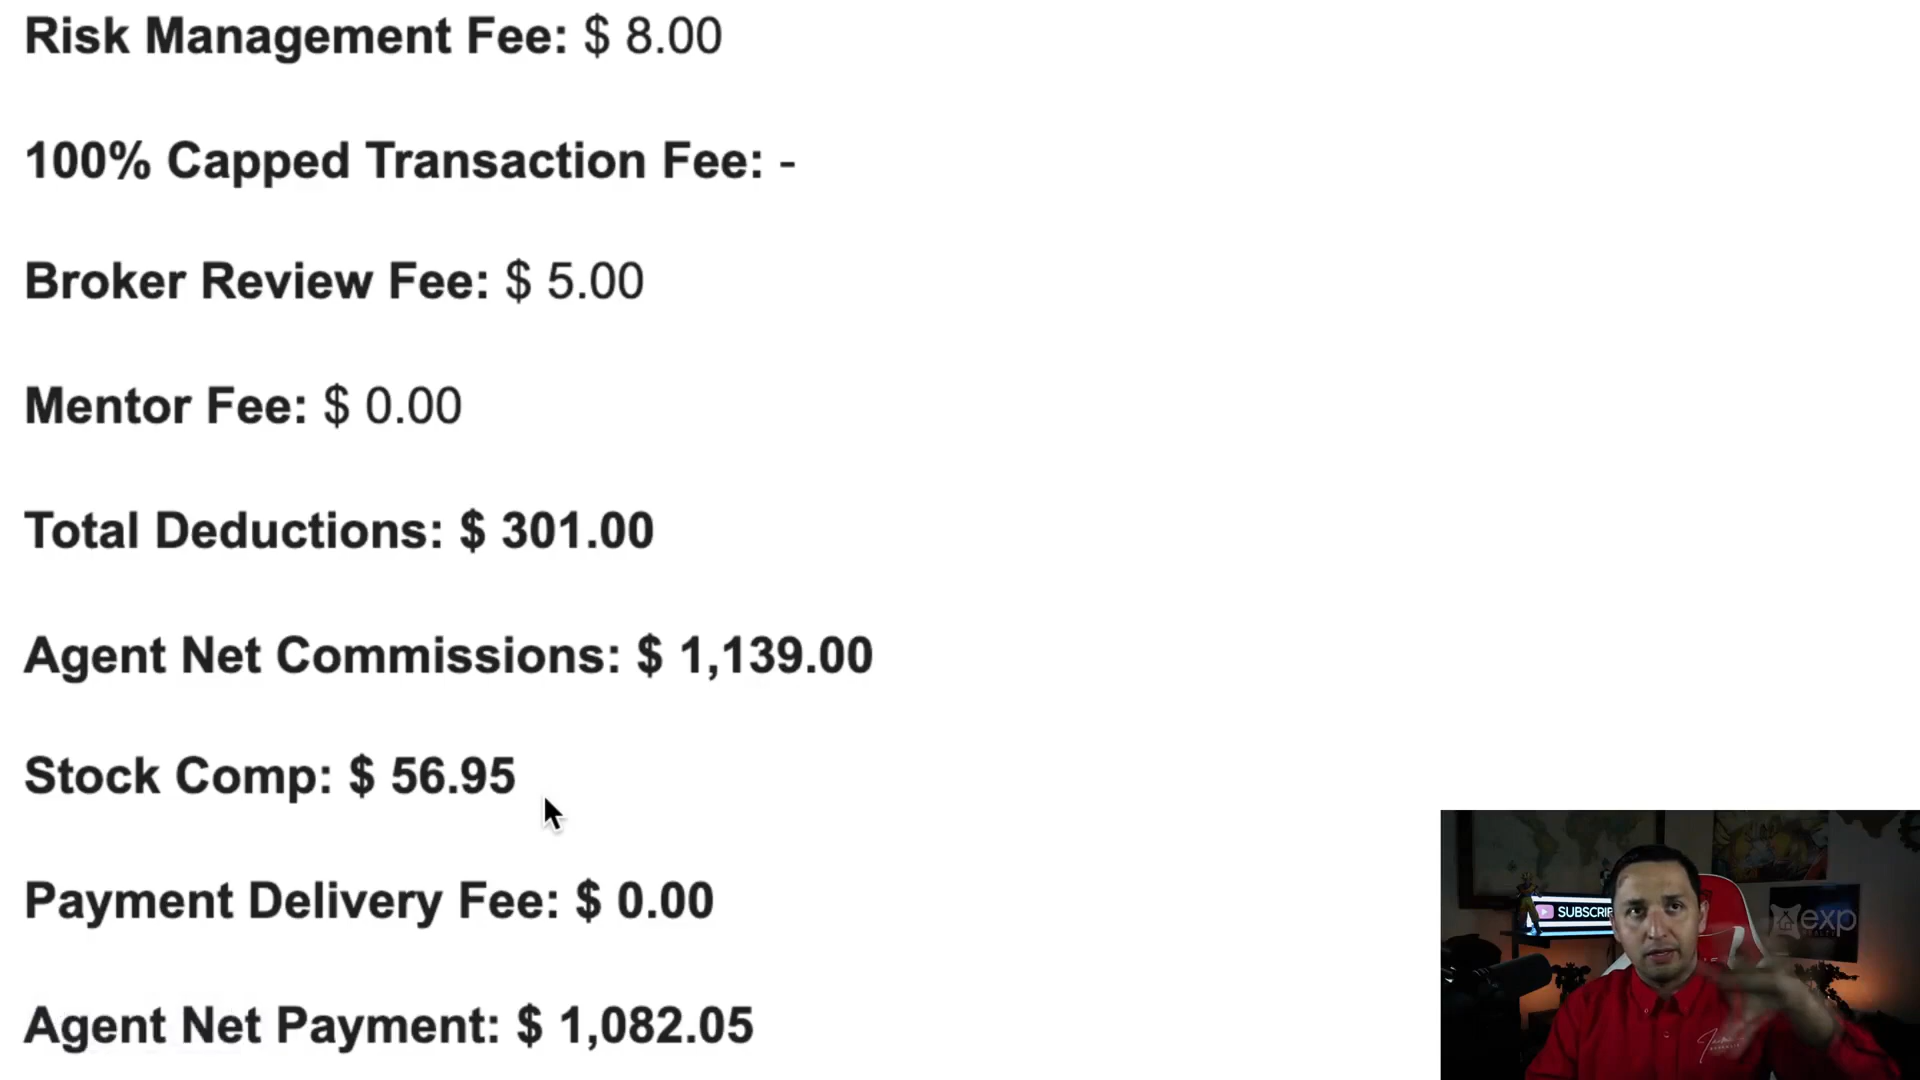 Risk Management Fee: $ 8.00
100% Capped Transaction Fee: -
Broker Review Fee: $ 5.00
Mentor Fee: $ 0.00
Total Deductions: $ 301.00
Agent Net Commissions: $ 1,139.00
Stock Comp: $ 56.95
Payment Delivery Fee: $ 0.00
Agent Net Payment: $ 1,082.05
SUBSCRIB
exp